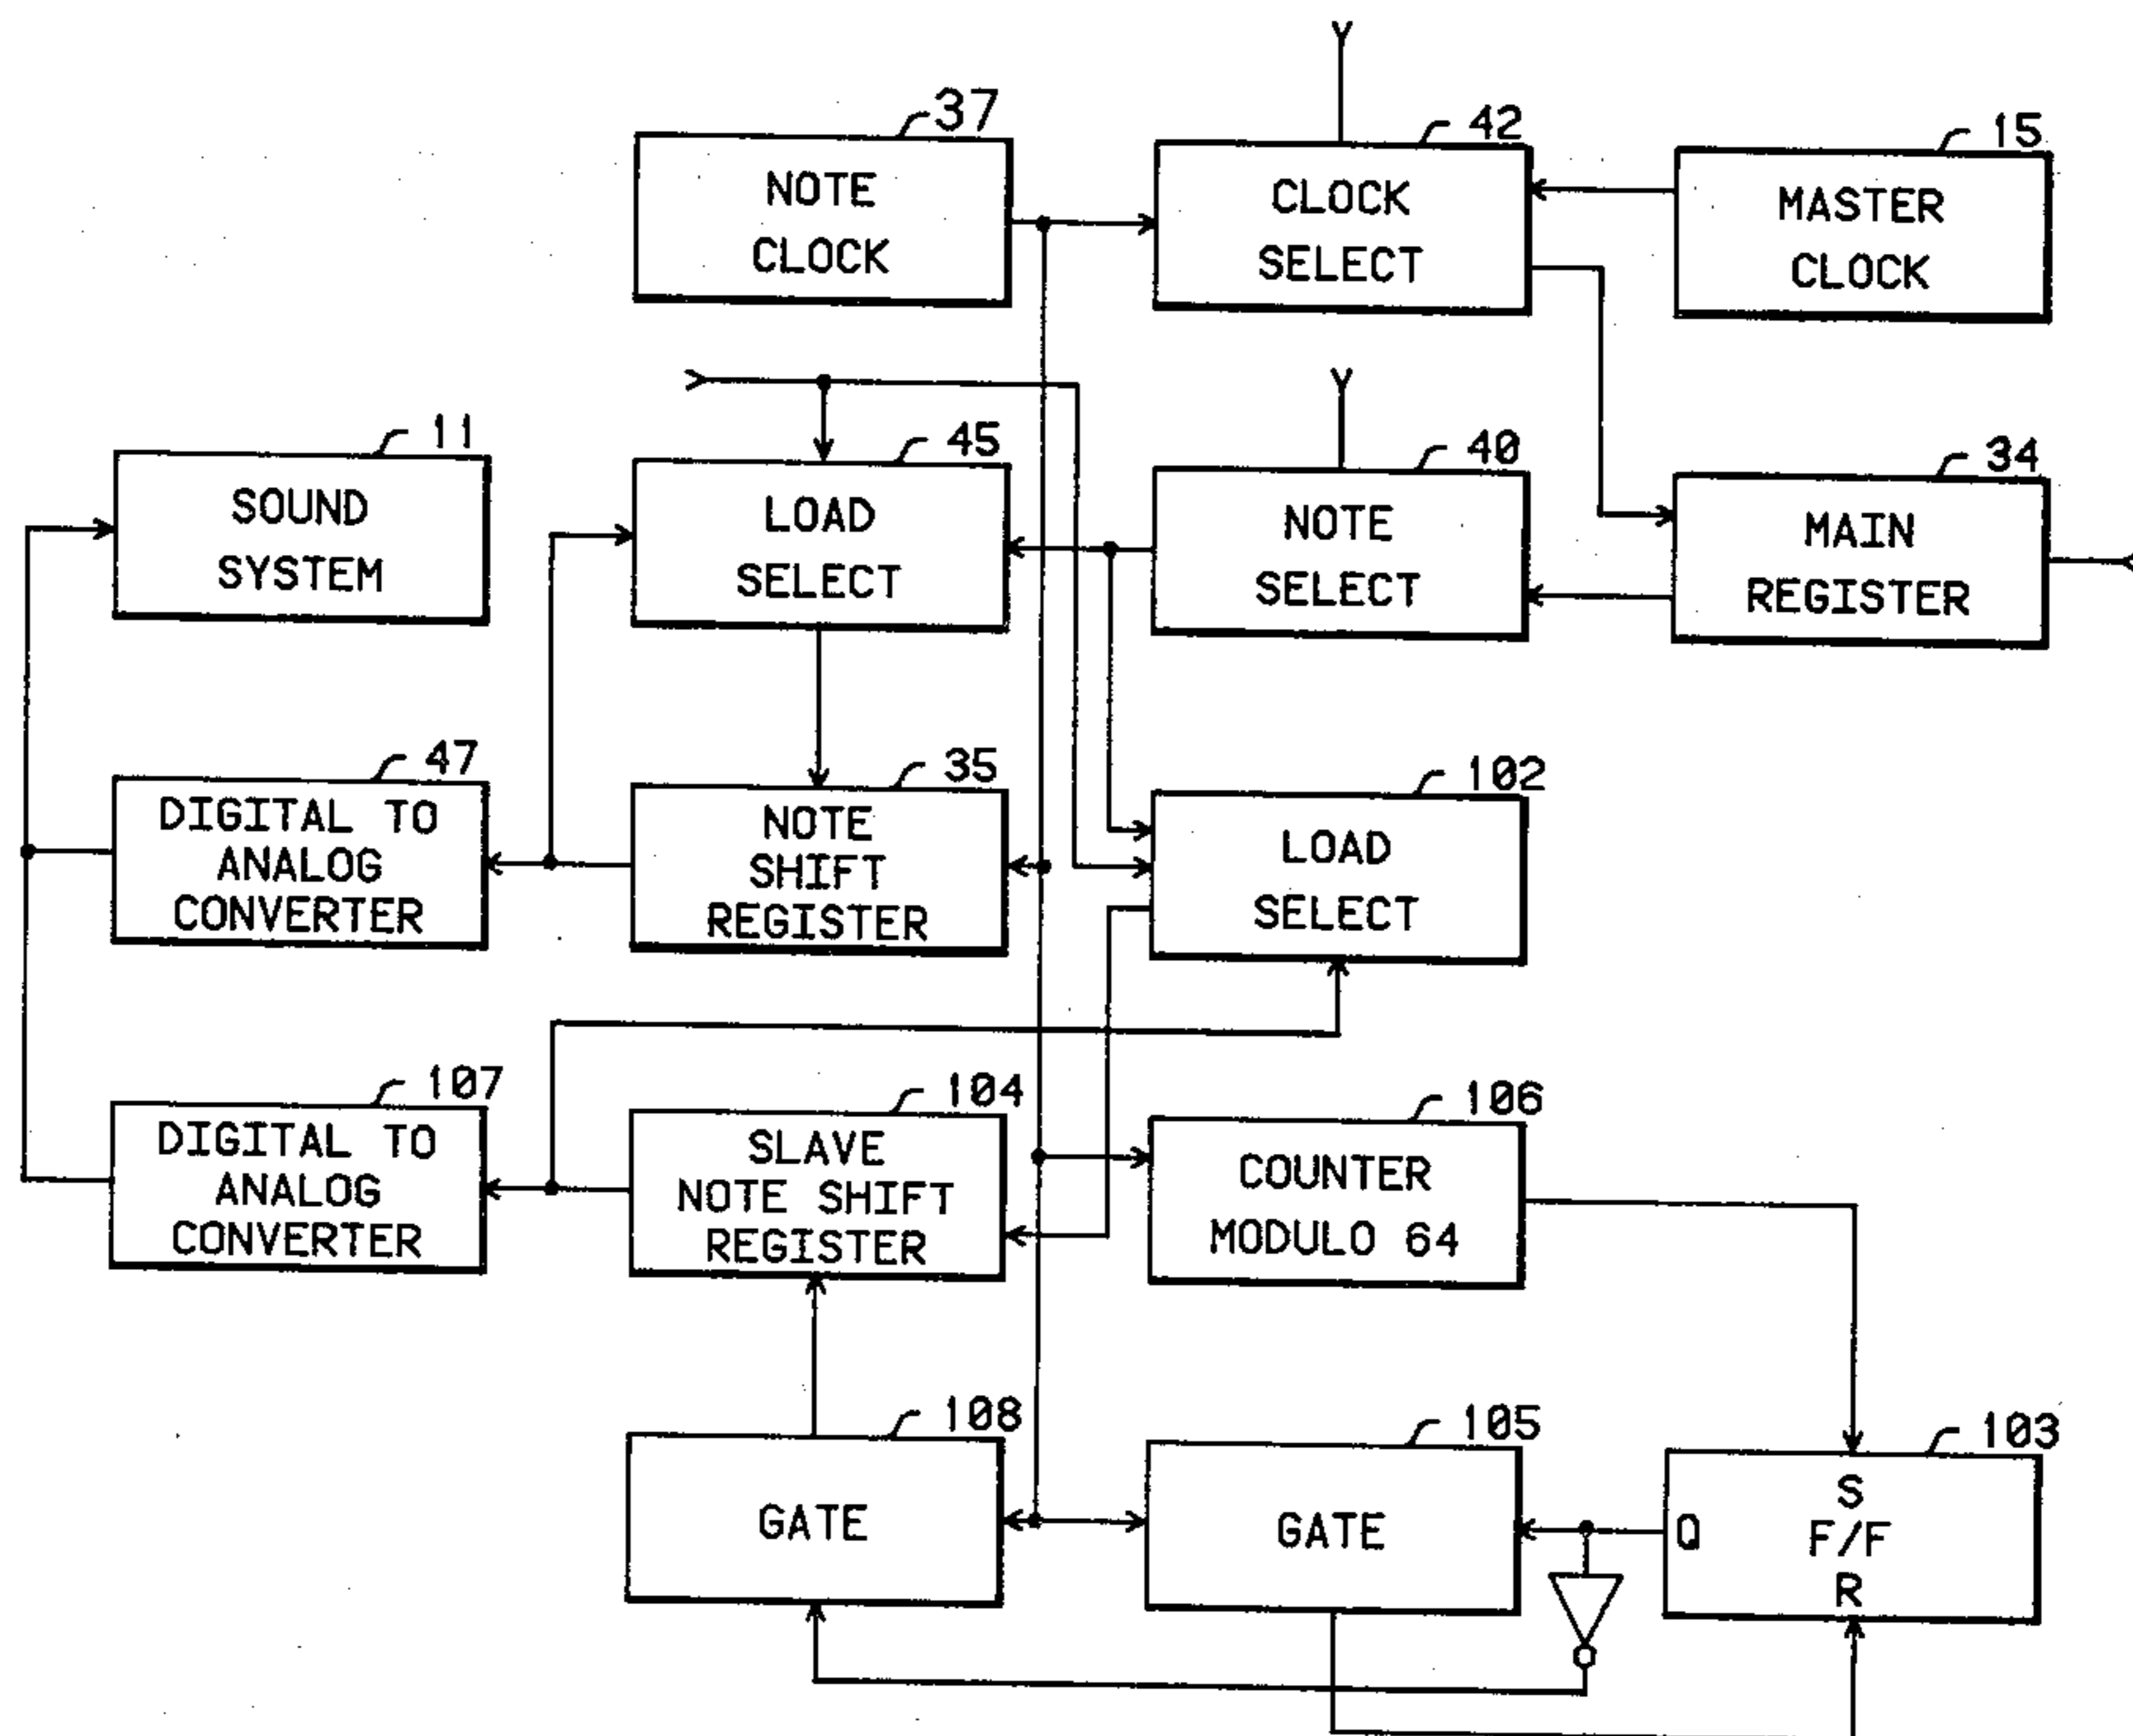 37
NOTE
CLOCK
42
CLOCK
SELECT
15
MASTER
CLOCK
11
SOUND
SYSTEM
45
LOAD
SELECT
40
NOTE
SELECT
34
MAIN
REGISTER
47
DIGITAL TO
ANALOG
CONVERTER
35
NOTE
SHIFT
REGISTER
102
LOAD
SELECT
107
DIGITAL TO
ANALOG
CONVERTER
104
SLAVE
NOTE SHIFT
REGISTER
106
COUNTER
MODULO 64
108
GATE
105
GATE
103
S
Q F/F
R